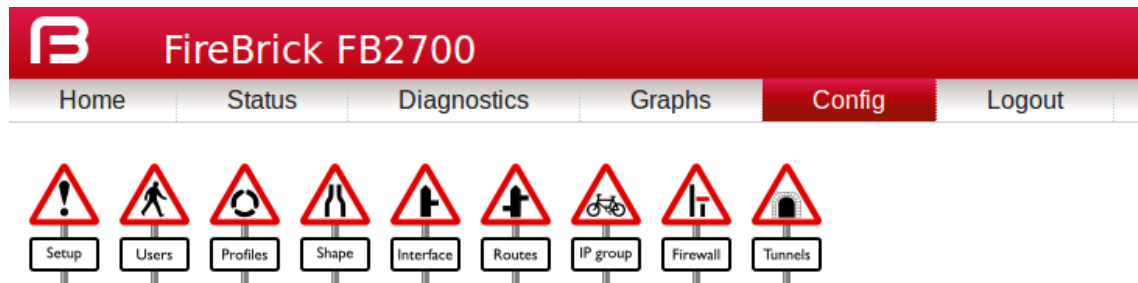 FireBrick FB2700
Home Status Diagnostics Graphs Config Logout
Setup Users Profiles Shape Interface Routes IP group Firewall Tunnels